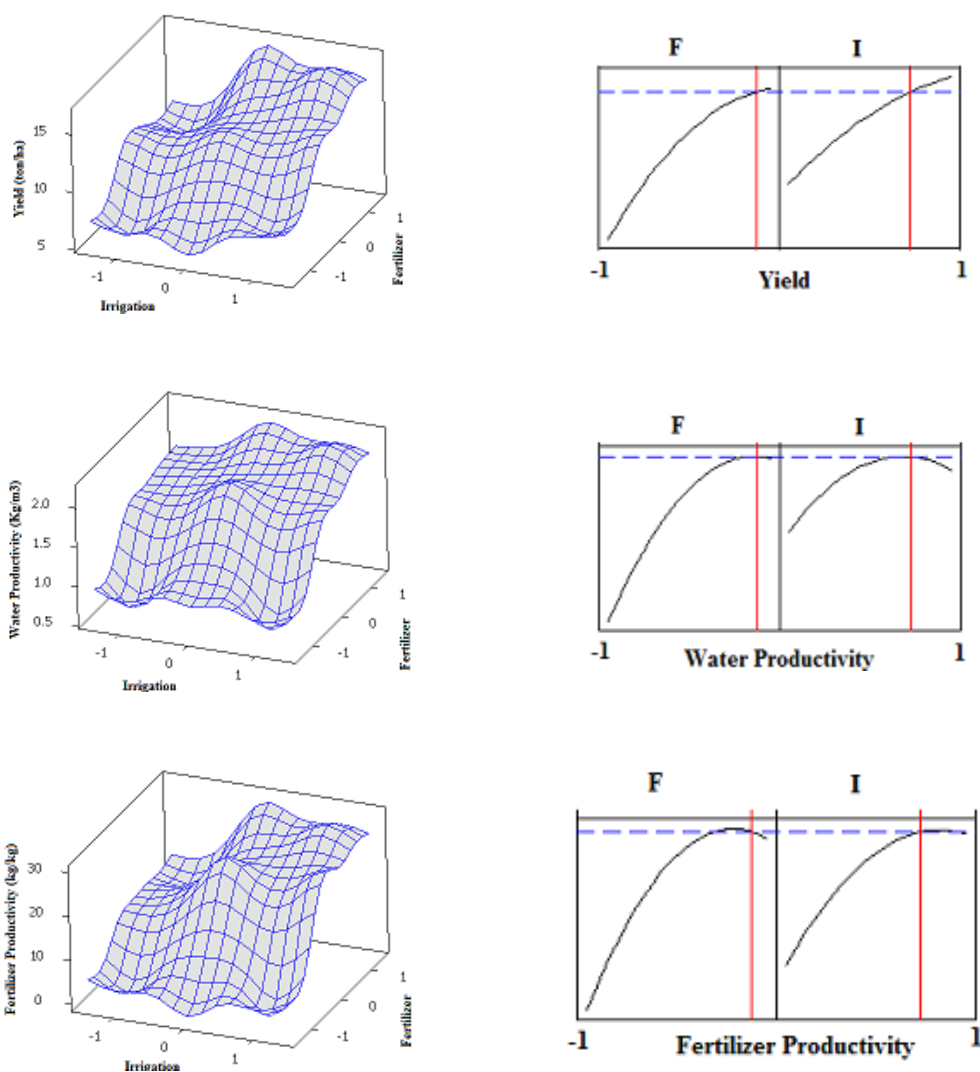 F I
15
10
5
Yield (ton/ha)
-1 0 1
Irrigation
-1 0 1
Fertilizer
-1 1
Yield
F I
2.0
1.5
1.0
0.5
Water Productivity (Kg/m3)
-1 0 1
Irrigation
-1 0 1
Fertilizer
-1 1
Water Productivity
F I
30
20
10
0
Fertilizer Productivity (kg/kg)
-1 0 1
Irrigation
-1 0 1
Fertilizer
-1 1
Fertilizer Productivity